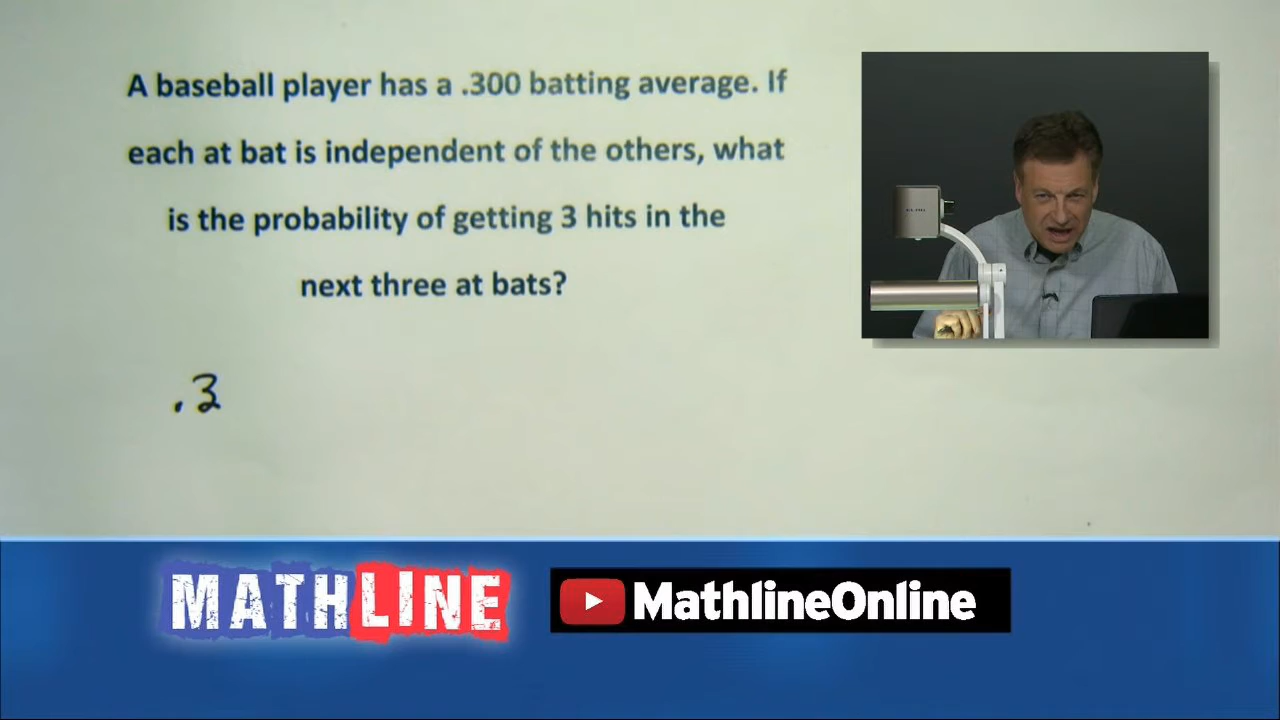 A baseball player has a .300 batting average. If
each at bat is independent of the others, what
is the probability of getting 3 hits in the
next three at bats?
.3
MATHLINE
MathlineOnline